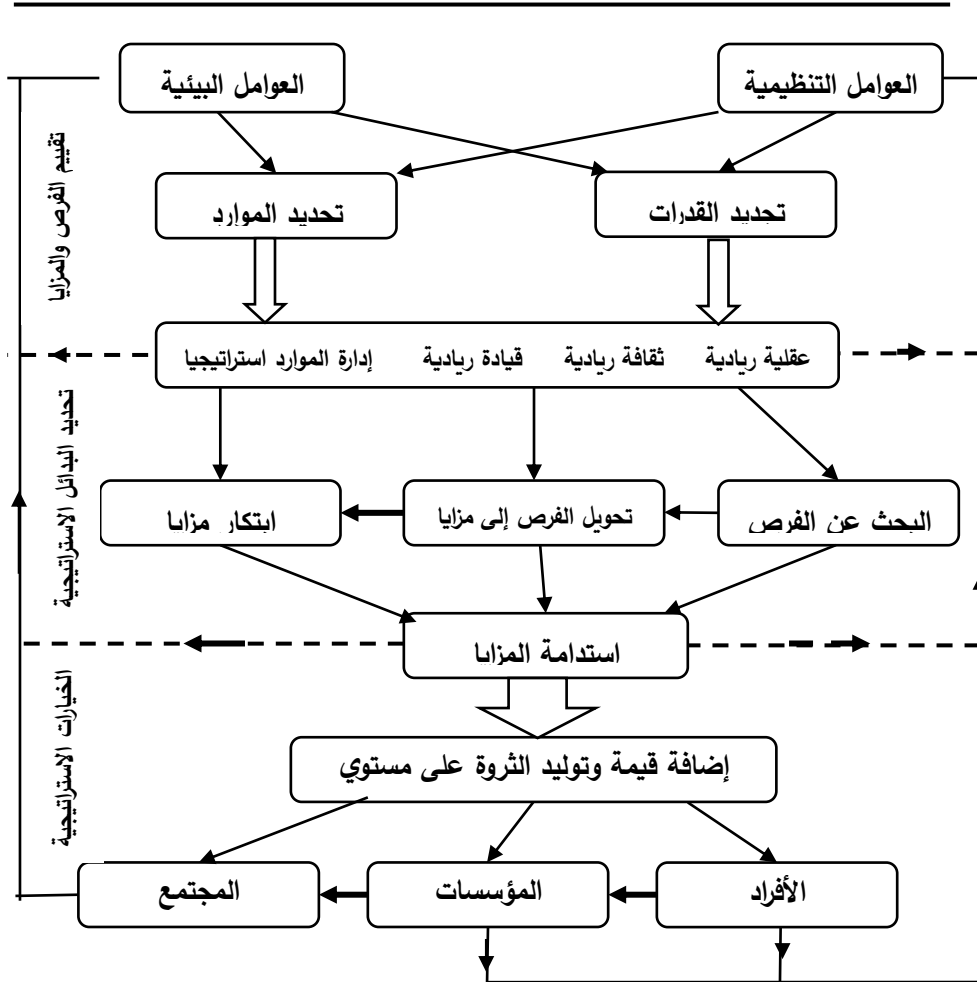 العوامل التنظيمية
العوامل البيئية
تقييم الفرص والمزايا
تحديد القدرات
تحديد الموارد
عقلية ريادية ثقافة ريادية قيادة ريادية إدارة الموارد استراتيجيا
تحديد البدائل الاستراتيجية
البحث عن الفرص
تحويل الفرص إلى مزايا
ابتكار مزايا
استدامة المزايا
الخيارات الاستراتيجية
إضافة قيمة وتوليد الثروة على مستوي
الأفراد
المؤسسات
المجتمع